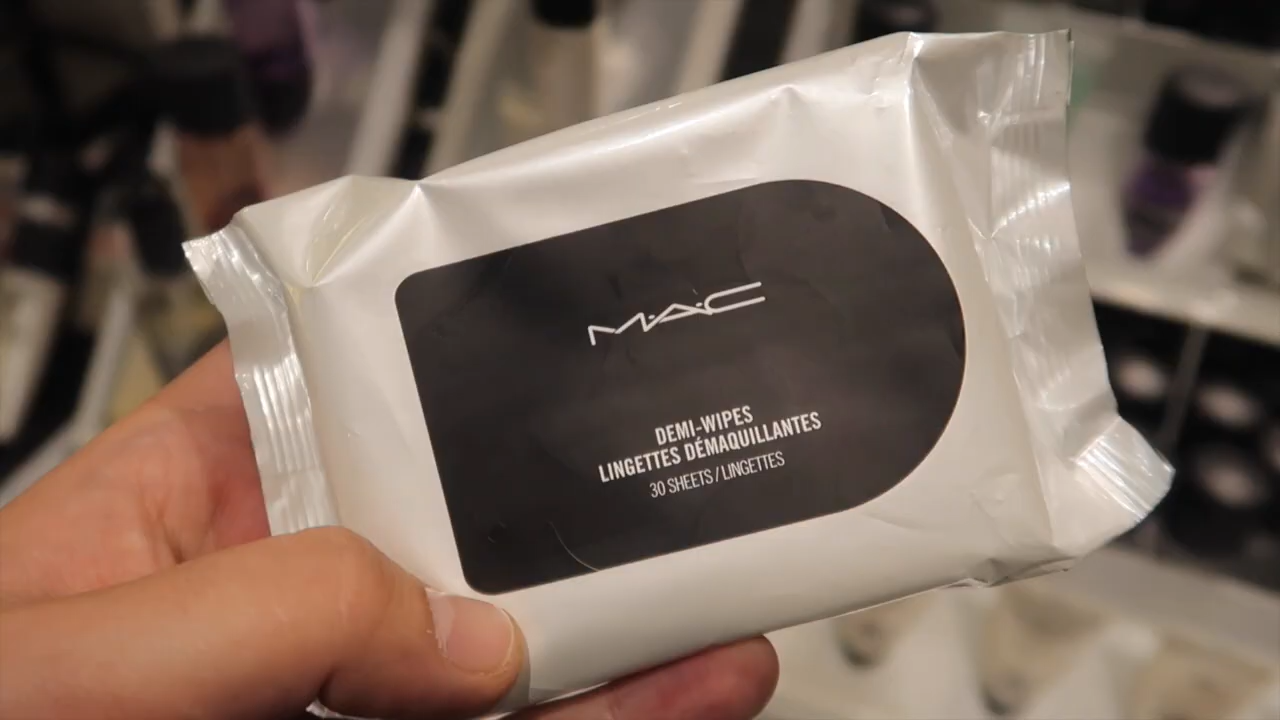 M·A·C
DEMI-WIPES
LINGETTES DÉMAQUILLANTES
30 SHEETS / LINGETTES